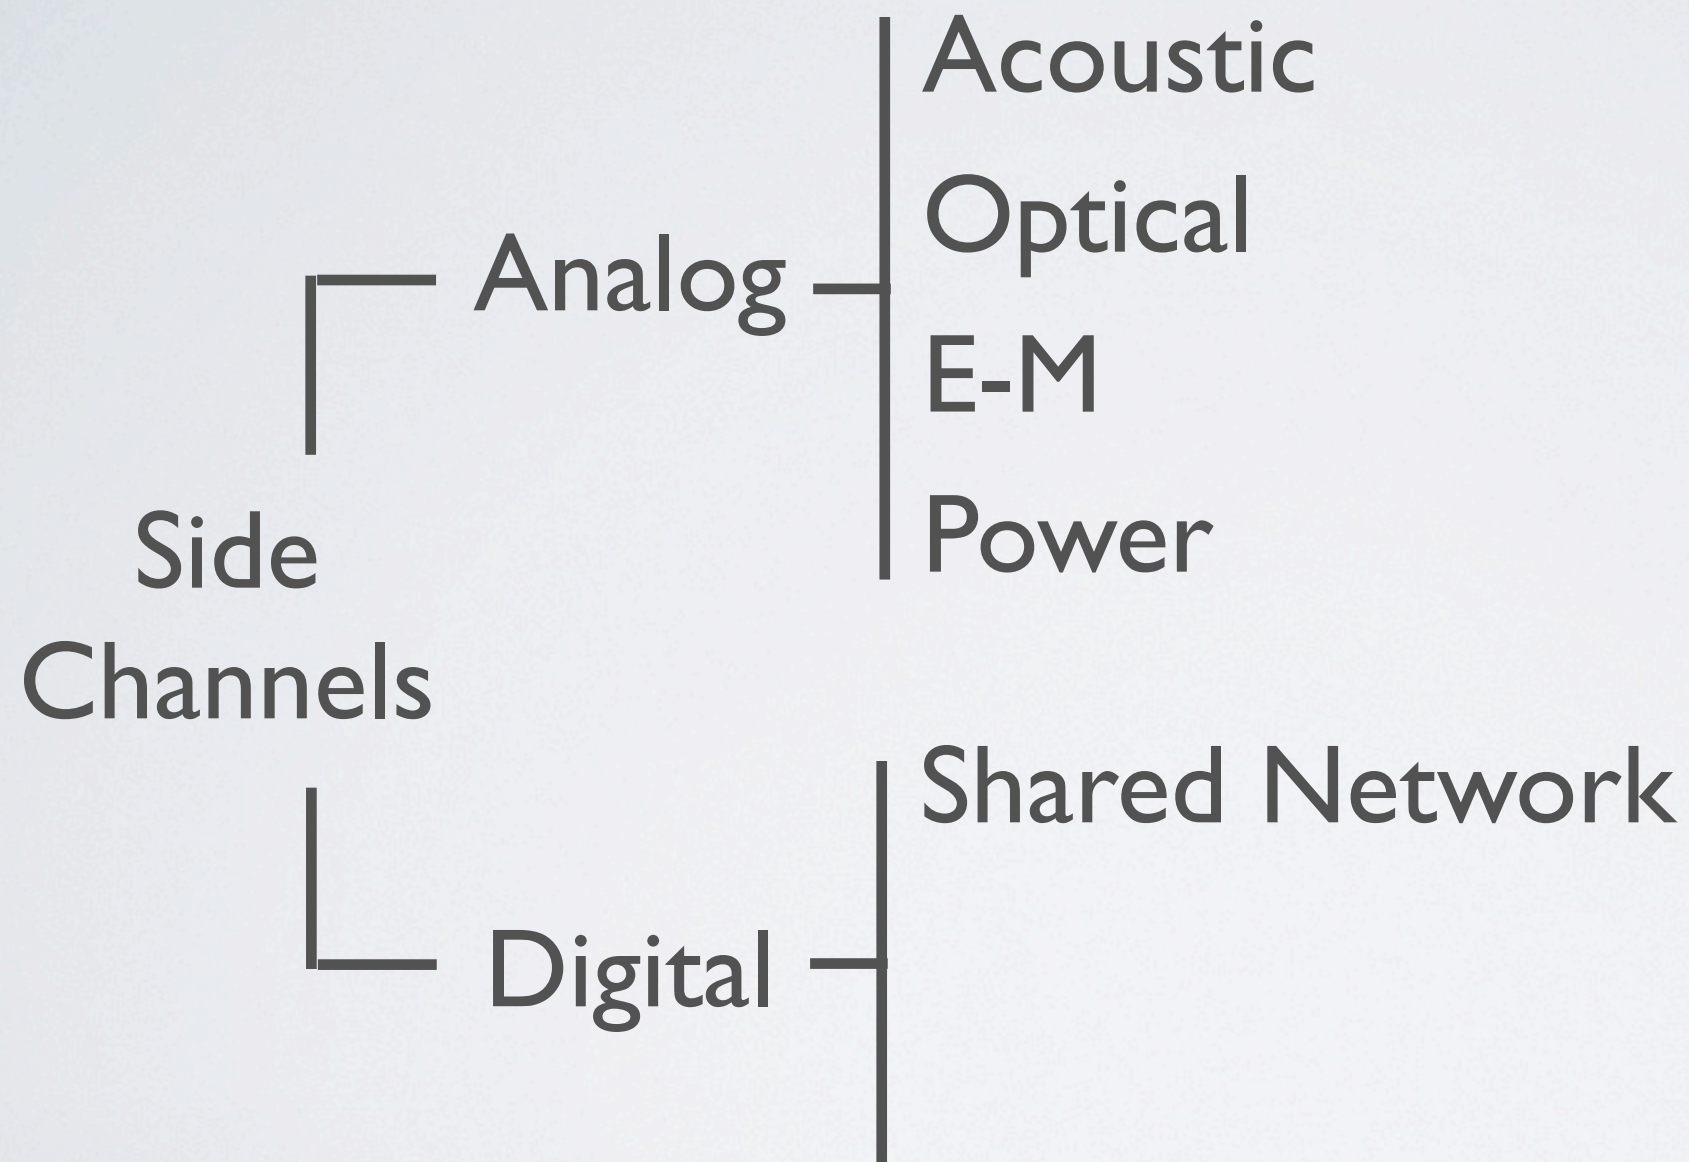 Side
Channels
Analog
Acoustic
Optical
E-M
Power
Digital
Shared Network